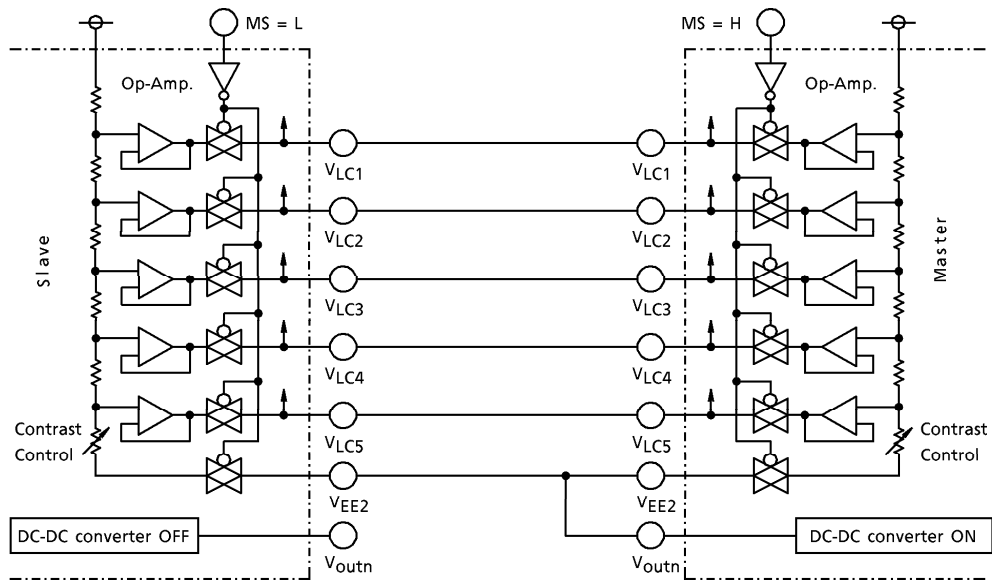 MS = L
MS = H
Op-Amp.
Op-Amp.
VLC1
VLC1
VLC2
VLC2
Slave
Master
VLC3
VLC3
VLC4
VLC4
Contrast
Control
VLC5
VLC5
Contrast
Control
VEE2
VEE2
DC-DC converter OFF
DC-DC converter ON
Voutn
Voutn